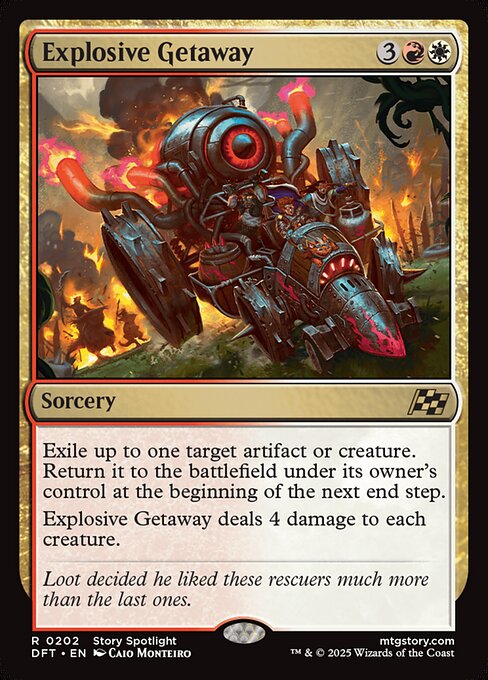 Explosive Getaway 3
Sorcery
Exile up to one target artifact or creature.
Return it to the battlefield under its owner's
control at the beginning of the next end step.
Explosive Getaway deals 4 damage to each
creature.
Loot decided he liked these rescuers much more
than the last ones.
R 0202 Story Spotlight mtgstory.com
DFT • EN Caio Monteiro ™ & © 2025 Wizards of the Coast